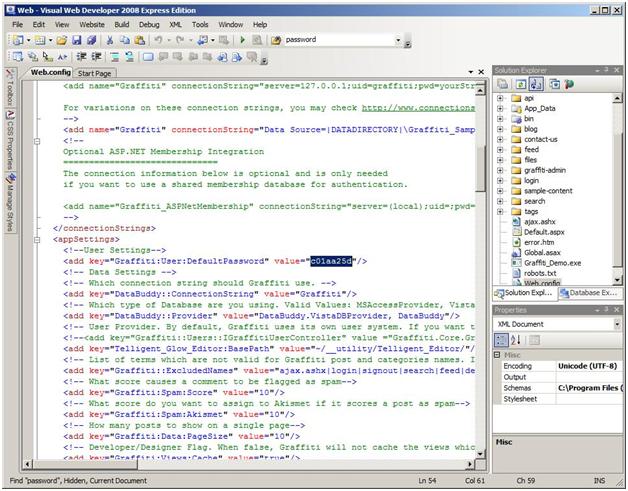 Web - Visual Web Developer 2008 Express Edition
File Edit View Website Build Debug XML Tools Window Help
password
Web.config Start Page
Toolbox
CSS Properties
Manage Styles
<add name="Graffiti" connectionString="server=127.0.0.1;uid=graffiti;pwd=yourStr
For variations on these connection strings, you may check http://www.connections
-->
<add name="Graffiti" connectionString="Data Source=|DATADIRECTORY|\Graffiti_Samp
<!--
Optional ASP.NET Membership Integration
==============================
The connection information below is optional and is only needed
if you want to use a shared membership database for authentication.
<add name="Graffiti_ASPNetMembership" connectionString="server=(local);uid=;pwd=
-->
</connectionStrings>
<appSettings>
<!--User Settings-->
<add key="Graffiti:User:DefaultPassword" value="c01aa25d"/>
<!-- Data Settings -->
<!-- Which connection string should Graffiti use. -->
<add key="DataBuddy::ConnectionString" value="Graffiti"/>
<!-- Which type of Database are you using. Valid Values: MSAccessProvider, Vista
<add key="DataBuddy::Provider" value="DataBuddy.VistaDBProvider, DataBuddy"/>
<!-- User Provider. By default, Graffiti uses its own user system. If you want t
<!--<add key="Graffiti::Users::IGraffitiUserController" value ="Graffiti.Core.Gr
<add key="Telligent_Glow_Editor:BasePath" value="~/__utility/Telligent_Editor/"/
<!-- List of terms which are not valid for Graffiti post and categories names. I
<add key="Graffiti::ExcludedNames" value="ajax.ashx|login|signout|search|feed|de
<!-- What score causes a comment to be flagged as spam-->
<add key="Graffiti:Spam:Score" value="10"/>
<!-- What score do you want to assign to Akismet if it scores a post as spam-->
<add key="Graffiti:Spam:Akismet" value="10"/>
<!-- How many posts to show on a single page-->
<add key="Graffiti:Data:PageSize" value="10"/>
<!-- Developer/Designer Flag. When false, Graffiti will not cache the views whic
<add key="Graffiti:Views:Cache" value="true"/>
Solution Explorer
api
App_Data
bin
blog
contact-us
feed
files
graffiti-admin
login
sample-content
search
tags
ajax.ashx
Default.aspx
error.htm
Global.asax
Graffiti_Demo.exe
robots.txt
Web.config
Solution Expl... Database Ex...
Properties
XML Document
Misc
Encoding Unicode (UTF-8)
Output
Schemas C:\Program Files (
Stylesheet
Misc
Find "password", Hidden, Current Document Ln 54 Col 61 Ch 59 INS